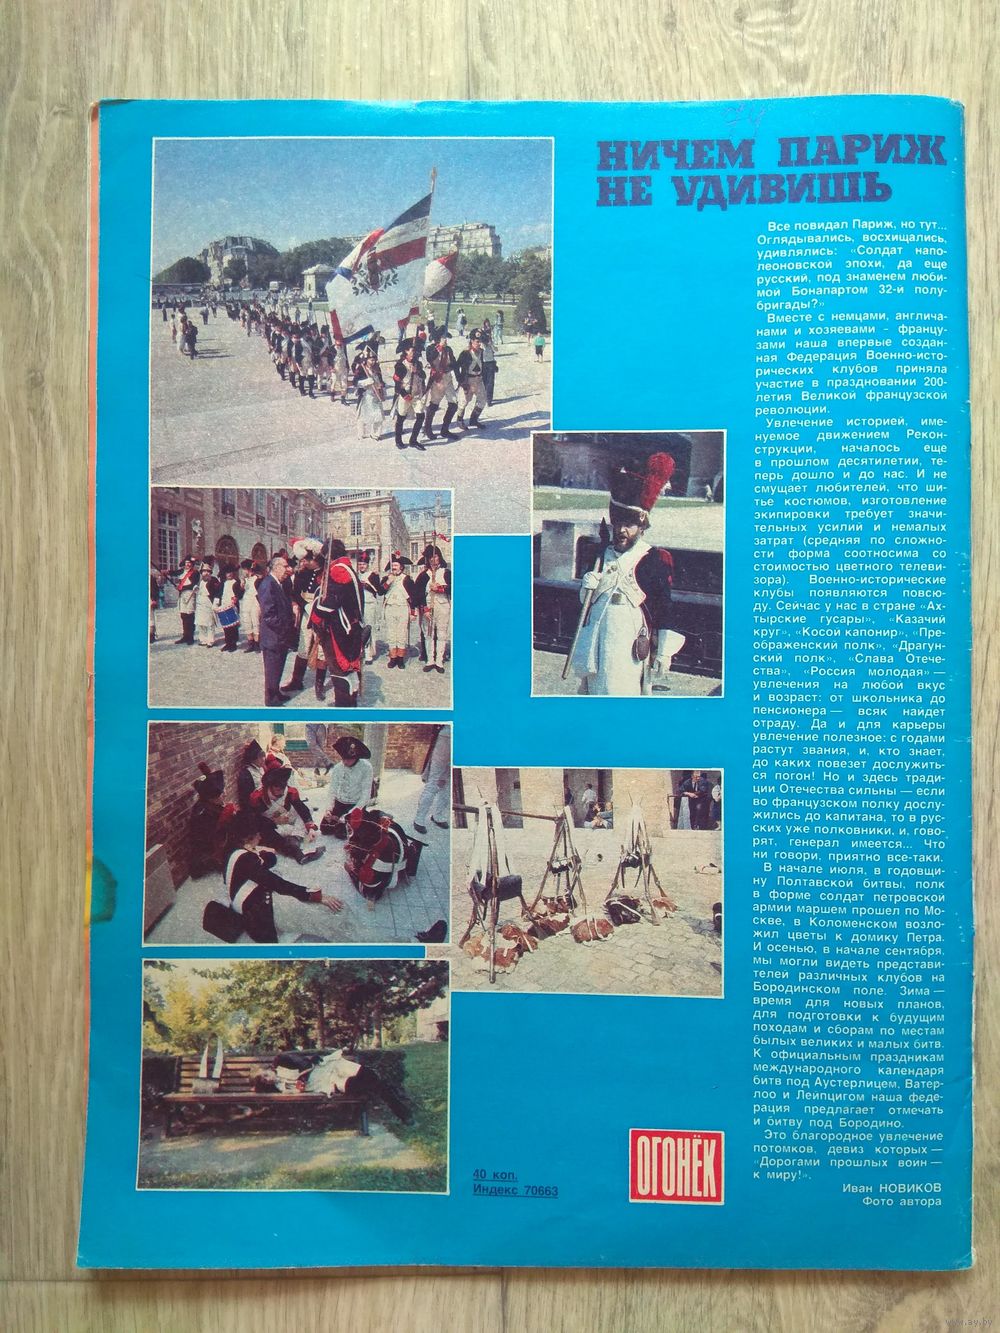 НИЧЕМ ПАРИЖ
НЕ УДИВИШЬ
Все повидал Париж, но тут...
Оглядывались, восхищались,
удивлялись: «Солдат напо-
леоновской эпохи, да еще
русский, под знаменем люби-
мой Бонапартом 32-й полу-
бригады?»
Вместе с немцами, англича-
нами и хозяевами – францу-
зами наша впервые создан-
ная Федерация Военно-исто-
рических клубов приняла
участие в праздновании 200-
летия Великой французской
революции.
Увлечение историей, име-
нуемое движением Рекон-
струкции, началось еще
в прошлом десятилетии, те-
перь дошло и до нас. И не
смущает любителей, что ши-
тье костюмов, изготовление
экипировки требует значи-
тельных усилий и немалых
затрат (средняя по сложно-
сти форма соотносима со
стоимостью цветного телеви-
зора). Военно-исторические
клубы появляются повсю-
ду. Сейчас у нас в стране «Ах-
тырские гусары», «Казачий
круг», «Косой капонир», «Пре-
ображенский полк», «Драгун-
ский полк», «Слава Отече-
ства», «Россия молодая» —
увлечения на любой вкус
и возраст: от школьника до
пенсионера — всяк найдет
отраду. Да и для карьеры
увлечение полезное: с годами
растут звания, и, кто знает,
до каких повезет дослужить-
ся погон! Но и здесь тради-
ции Отечества сильны — если
во французском полку дослу-
жились до капитана, то в рус-
ских уже полковники, и, гово-
рят, генерал имеется... Что
ни говори, приятно все-таки.
В начале июля, в годовщи-
ну Полтавской битвы, полк
в форме солдат петровской
армии маршем прошел по Мо-
скве, в Коломенском возло-
жил цветы к домику Петра.
И осенью, в начале сентября,
мы могли видеть представи-
телей различных клубов на
Бородинском поле. Зима —
время для новых планов,
для подготовки к будущим
походам и сборам по местам
былых великих и малых битв.
К официальным праздникам
международного календаря
битв под Аустерлицем, Ватер-
лоо и Лейпцигом наша феде-
рация предлагает отмечать
и битву под Бородино.
Это благородное увлечение
потомков, девиз которых —
«Дорогами прошлых войн —
к миру!».
Иван НОВИКОВ
Фото автора
ОГОНЁК
40 коп.
Индекс 70663
www.ay.by